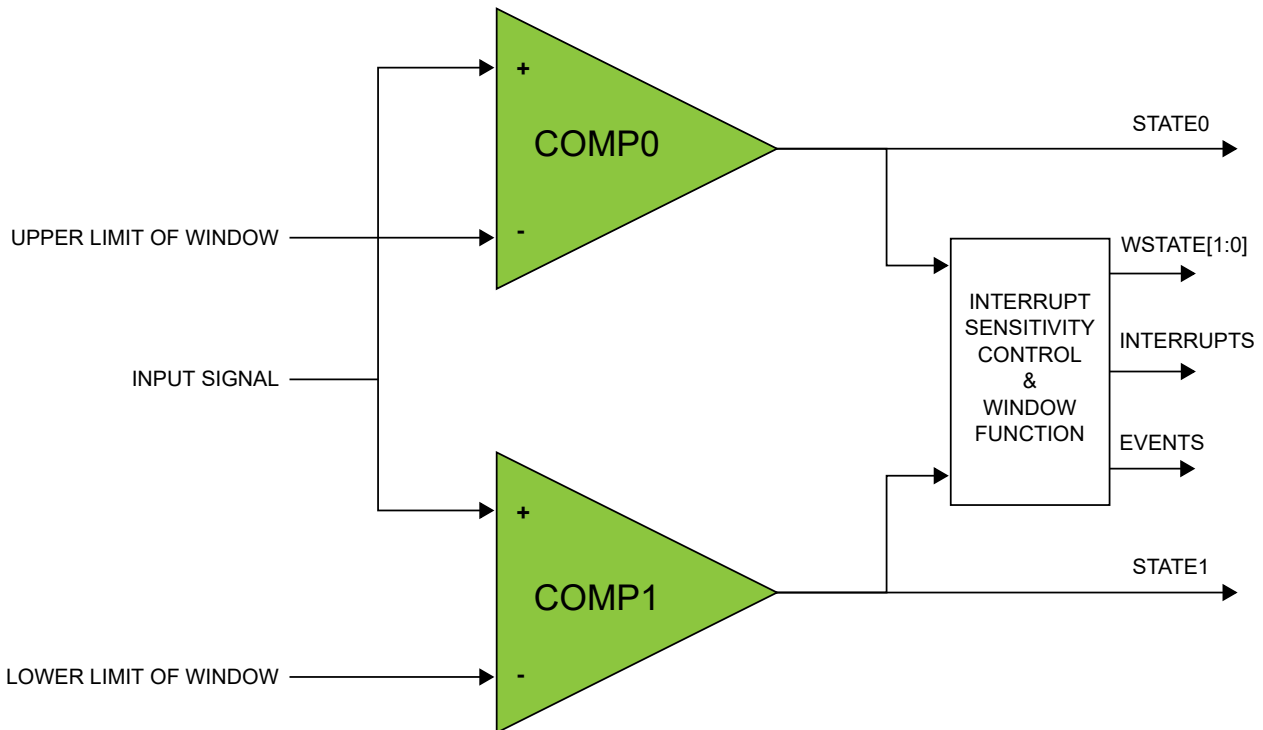 +
COMP0
-
UPPER LIMIT OF WINDOW
INPUT SIGNAL
+
COMP1
-
LOWER LIMIT OF WINDOW
STATE0
WSTATE[1:0]
INTERRUPT
SENSITIVITY
CONTROL
&
WINDOW
FUNCTION
INTERRUPTS
EVENTS
STATE1